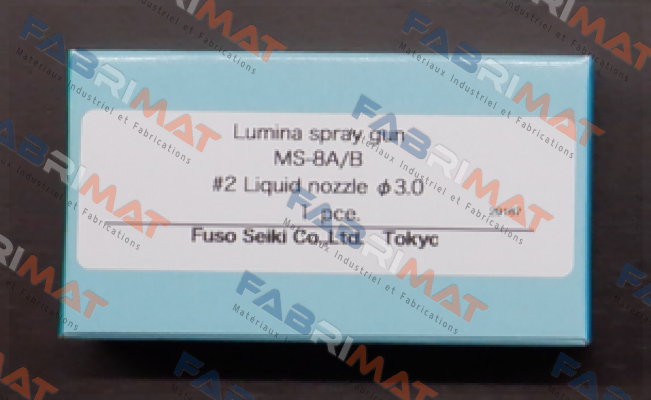 Lumina spray gun
MS-8A/B
#2 Liquid nozzle φ3.0
1 pce.
Fuso Seiki Co.,Ltd. Tokyo
FABRIMAT
Materiaux Industriel et Fabrications